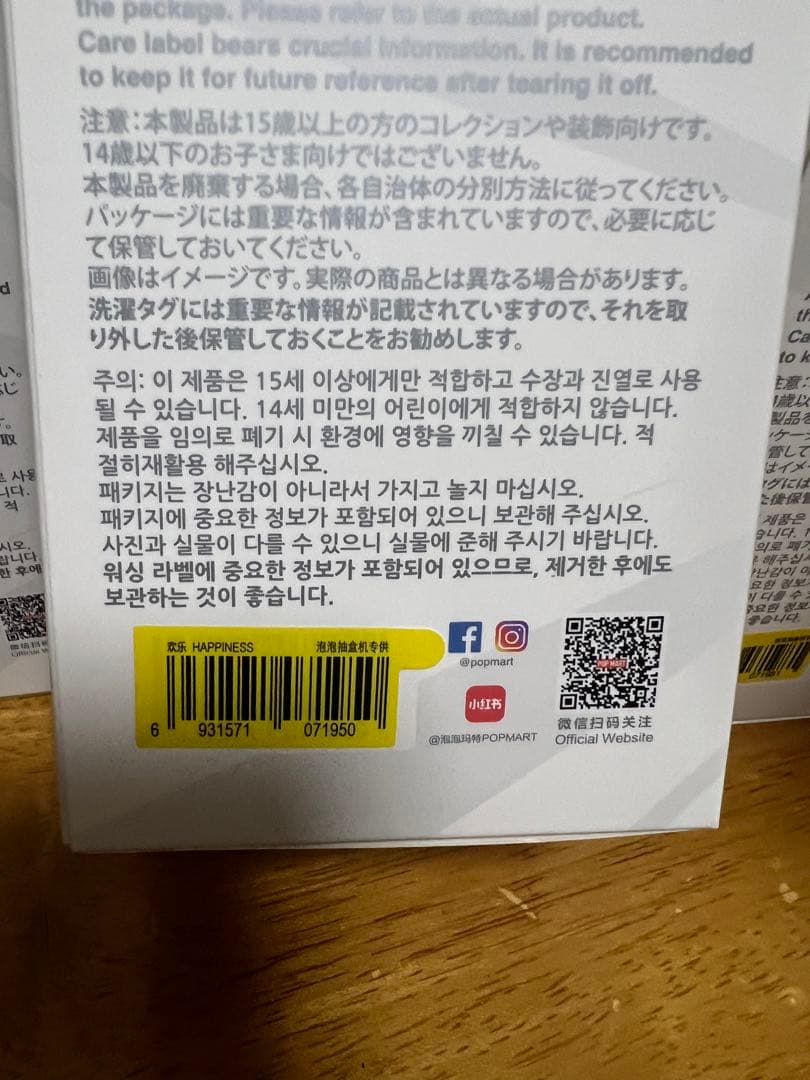 the package. Please refer to the actual product.
Care label bears crucial information. It is recommended
to keep it for future reference after tearing it off.
注意：本製品は15歳以上の方のコレクションや装飾向けです。
14歳以下のお子さま向けではございません。
本製品を廃棄する場合、各自治体の分別方法に従ってください。
パッケージには重要な情報が含まれていますので、必要に応じ
て保管しておいてください。
画像はイメージです。実際の商品とは異なる場合があります。
洗濯タグには重要な情報が記載されていますので、それを取
り外した後保管しておくことをお勧めします。
주의: 이 제품은 15세 이상에게만 적합하고 수장과 진열로 사용
될 수 있습니다. 14세 미만의 어린이에게 적합하지 않습니다.
제품을 임의로 폐기 시 환경에 영향을 끼칠 수 있습니다. 적
절히재활용 해주십시오.
패키지는 장난감이 아니라서 가지고 놀지 마십시오.
패키지에 중요한 정보가 포함되어 있으니 보관해 주십시오.
사진과 실물이 다를 수 있으니 실물에 준해 주시기 바랍니다.
워싱 라벨에 중요한 정보가 포함되어 있으므로, 제거한 후에도
보관하는 것이 좋습니다.
欢乐 HAPPINESS 泡泡抽盒机专供
6 931571 071950
@popmart
小红书
@泡泡玛特POPMART
POP MART
微信扫码关注
Official Website